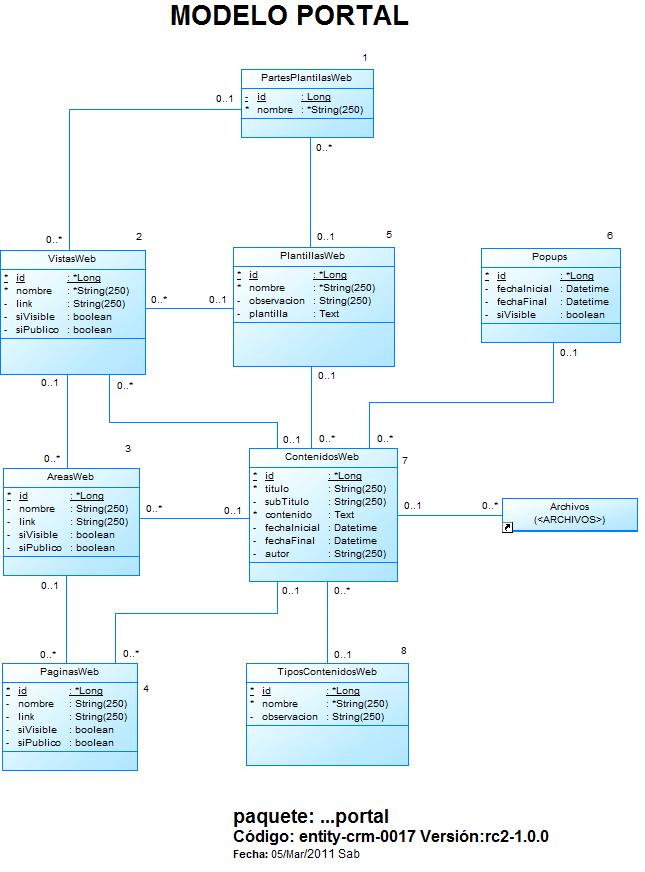 MODELO PORTAL
1
PartesPlantilasWeb
- id : Long
* nombre : *String(250)
0..1
0..*
0..*
2
VistasWeb
* id : *Long
* nombre : *String(250)
- link : String(250)
- siVisible : boolean
- siPublico : boolean
0..1
5
PlantillasWeb
* id : *Long
* nombre : *String(250)
- observacion : String(250)
- plantilla : Text
6
Popups
* id : *Long
- fechaInicial : Datetime
- fechaFinal : Datetime
- siVisible : boolean
0..* 0..1
0..1
0..1
0..*
0..1
0..1 0..* 0..*
0..*
3
AreasWeb
* id : *Long
- nombre : String(250)
- link : String(250)
- siVisible : boolean
- siPublico : boolean
0..* 0..1
7
ContenidosWeb
* id : *Long
* titulo : String(250)
- subTitulo : String(250)
* contenido : Text
- fechaInicial : Datetime
- fechaFinal : Datetime
- autor : String(250)
0..1 0..*
Archivos
(<ARCHIVOS>)
0..1
0..1 0..*
0..* 0..*
0..1
4
PaginasWeb
* id : *Long
- nombre : String(250)
- link : String(250)
- siVisible : boolean
- siPublico : boolean
8
TiposContenidosWeb
* id : *Long
* nombre : *String(250)
- observacion : String(250)
paquete: ...portal
Código: entity-crm-0017 Versión:rc2-1.0.0
Fecha: 05/Mar/2011 Sab